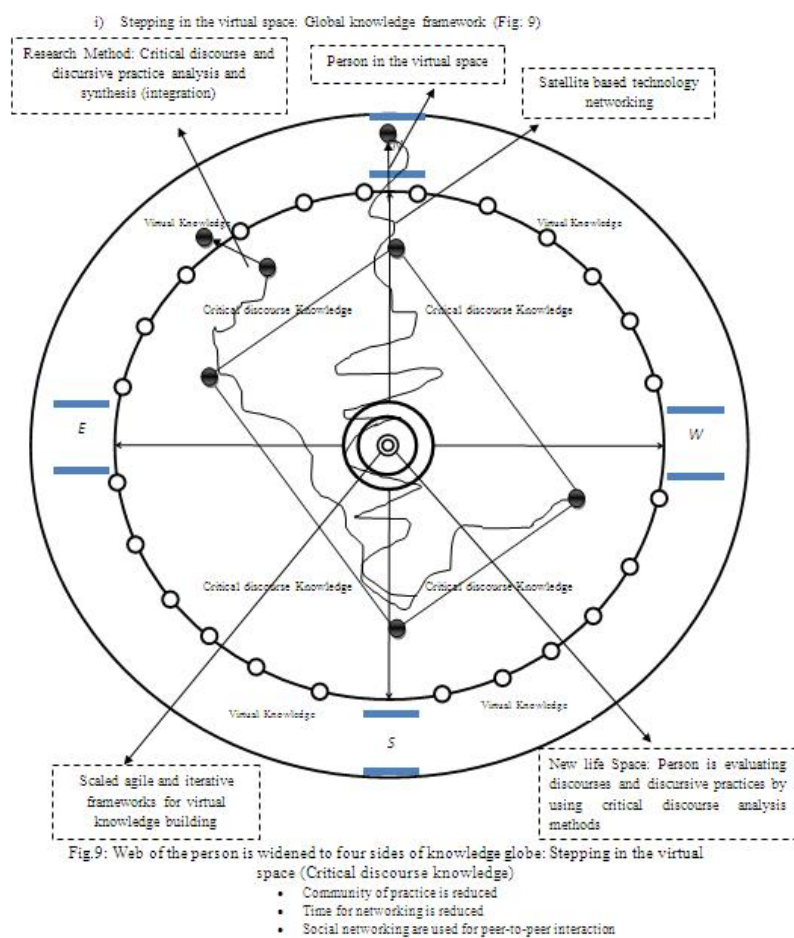 i) Stepping in the virtual space: Global knowledge framework (Fig: 9)
Research Method: Critical discourse and
discursive practice analysis and
synthesis (integration)
Person in the virtual space
Satellite based technology
networking
Virtual Knowledge
Virtual Knowledge
Critical discourse Knowledge
Critical discourse Knowledge
E
W
Critical discourse Knowledge
Critical discourse Knowledge
Virtual Knowledge
Virtual Knowledge
S
Scaled agile and iterative
frameworks for virtual
knowledge building
New life Space: Person is evaluating
discourses and discursive practices by
using critical discourse analysis
methods
Fig.9: Web of the person is widened to four sides of knowledge globe: Stepping in the virtual
space (Critical discourse knowledge)
• Community of practice is reduced
• Time for networking is reduced
• Social networking are used for peer-to-peer interaction